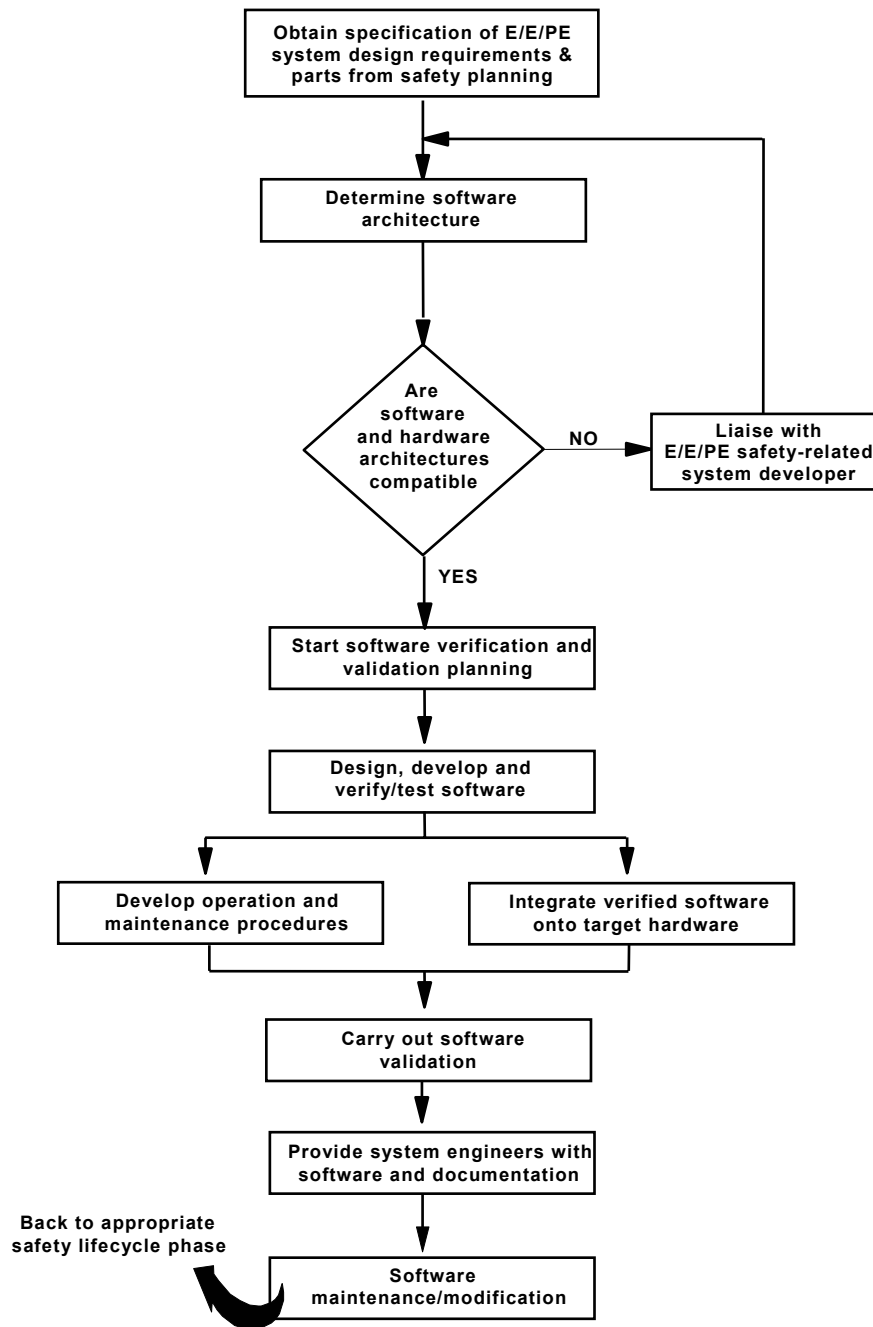 Obtain specification of E/E/PE
system design requirements &
parts from safety planning
Determine software
architecture
Are
software
and hardware
architectures
compatible
NO
Liaise with
E/E/PE safety-related
system developer
YES
Start software verification and
validation planning
Design, develop and
verify/test software
Develop operation and
maintenance procedures
Integrate verified software
onto target hardware
Carry out software
validation
Provide system engineers with
software and documentation
Back to appropriate
safety lifecycle phase
Software
maintenance/modification